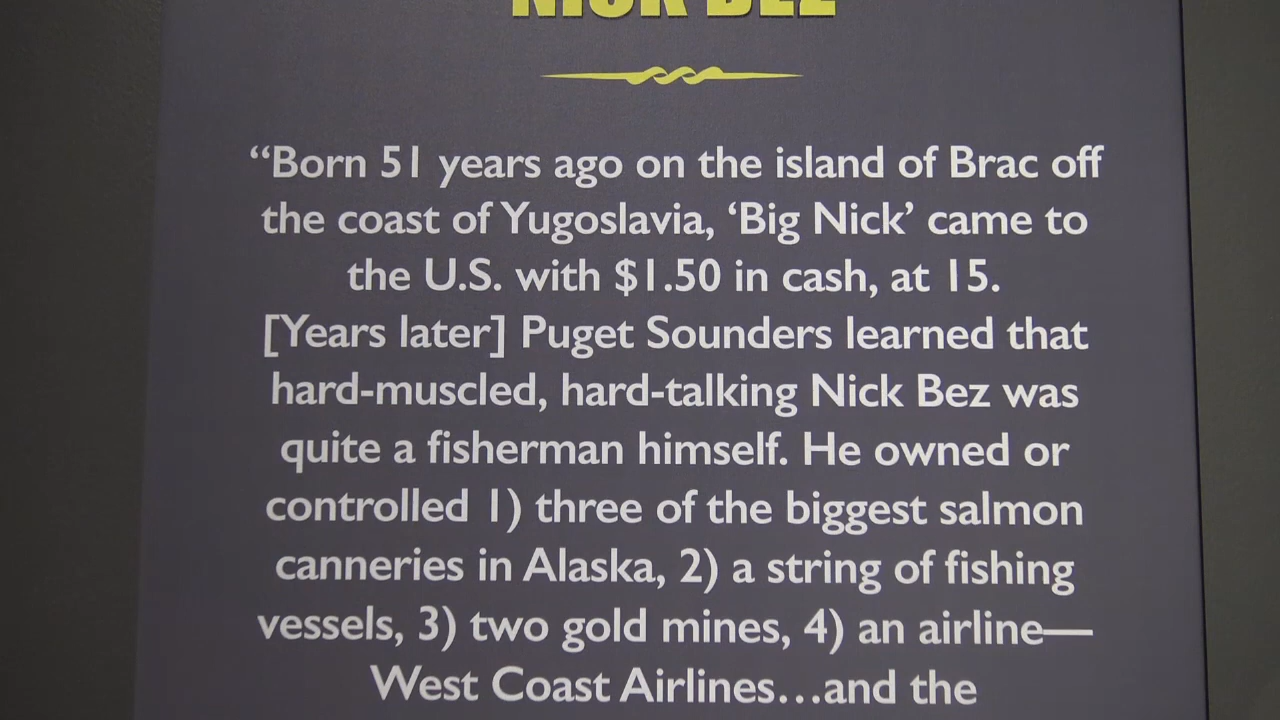 NICK BEZ
“Born 51 years ago on the island of Brac off
the coast of Yugoslavia, ‘Big Nick’ came to
the U.S. with $1.50 in cash, at 15.
[Years later] Puget Sounders learned that
hard-muscled, hard-talking Nick Bez was
quite a fisherman himself. He owned or
controlled 1) three of the biggest salmon
canneries in Alaska, 2) a string of fishing
vessels, 3) two gold mines, 4) an airline—
West Coast Airlines...and the